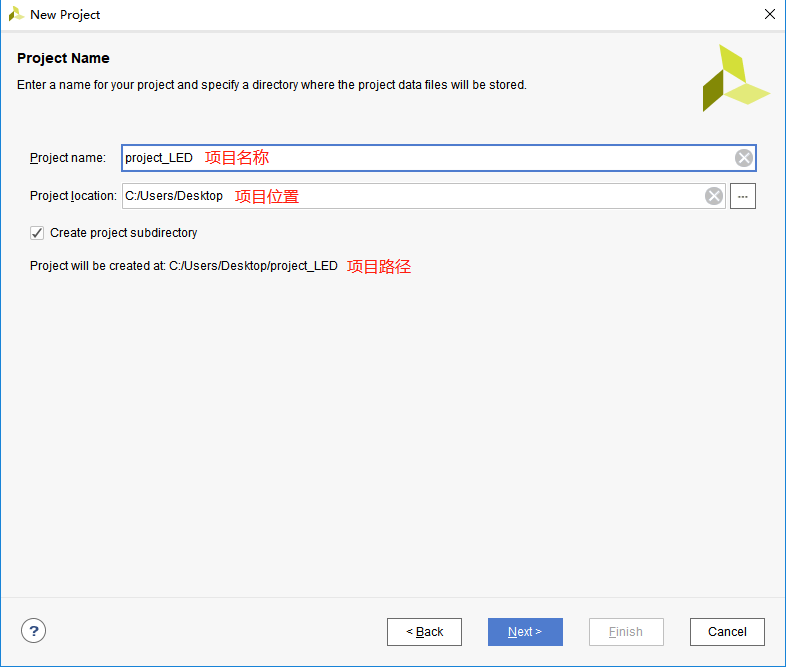 New Project
Project Name
Enter a name for your project and specify a directory where the project data files will be stored.
Project name: project_LED 项目名称
Project location: C:/Users/Desktop 项目位置 ...
Create project subdirectory
Project will be created at: C:/Users/Desktop/project_LED 项目路径
? < Back Next > Finish Cancel